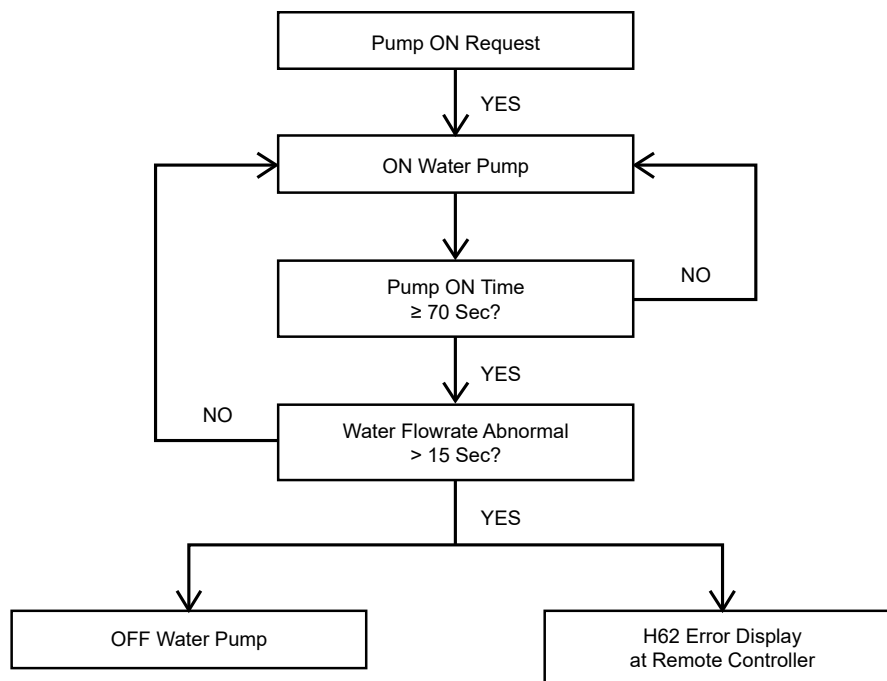 Pump ON Request
YES
ON Water Pump
Pump ON Time
≥ 70 Sec?
NO
YES
NO
Water Flowrate Abnormal
> 15 Sec?
YES
OFF Water Pump
H62 Error Display
at Remote Controller